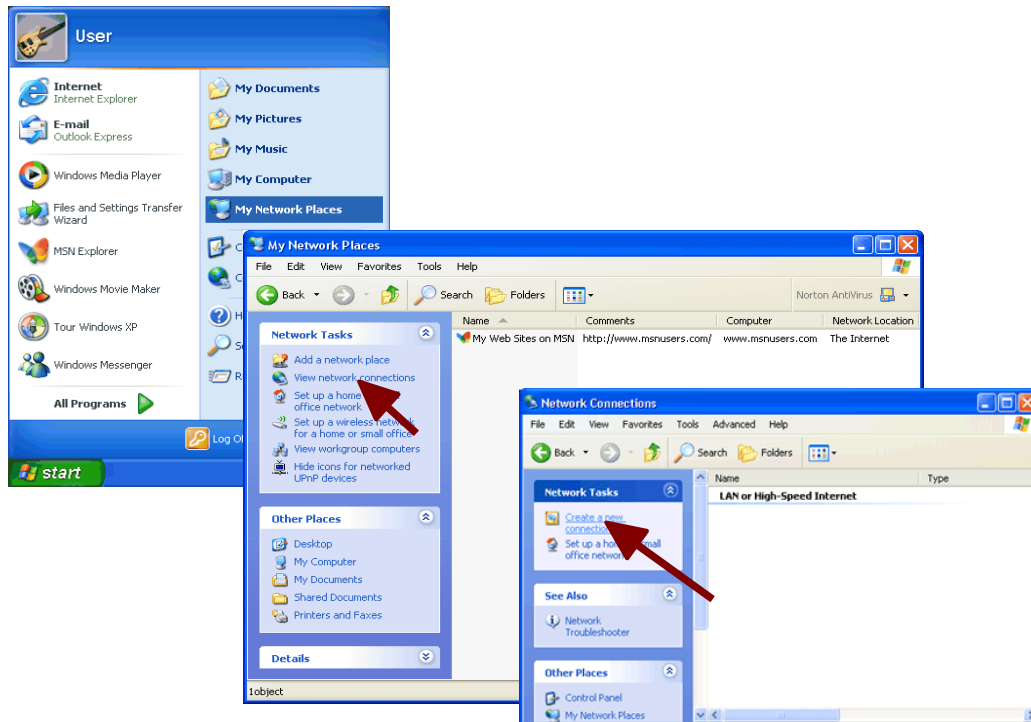 User
Internet
Internet Explorer
E-mail
Outlook Express
Windows Media Player
Files and Settings Transfer
Wizard
MSN Explorer
Windows Movie Maker
Tour Windows XP
Windows Messenger
All Programs
My Documents
My Pictures
My Music
My Computer
My Network Places
start
My Network Places
File Edit View Favorites Tools Help
Back Search Folders Norton AntiVirus
Network Tasks
Add a network place
View network connections
Set up a home
office network
Set up a wireless network
for a home or small office
View workgroup computers
Hide icons for networked
UPnP devices
Other Places
Desktop
My Computer
My Documents
Shared Documents
Printers and Faxes
Details
1object
Name Comments Computer Network Location
My Web Sites on MSN http://www.msnusers.com/ www.msnusers.com The Internet
Network Connections
File Edit View Favorites Tools Advanced Help
Back Search Folders
Network Tasks
Create a new
connection
Set up a small
office network
See Also
Network
Troubleshooter
Other Places
Control Panel
My Network Places
Name Type
LAN or High-Speed Internet